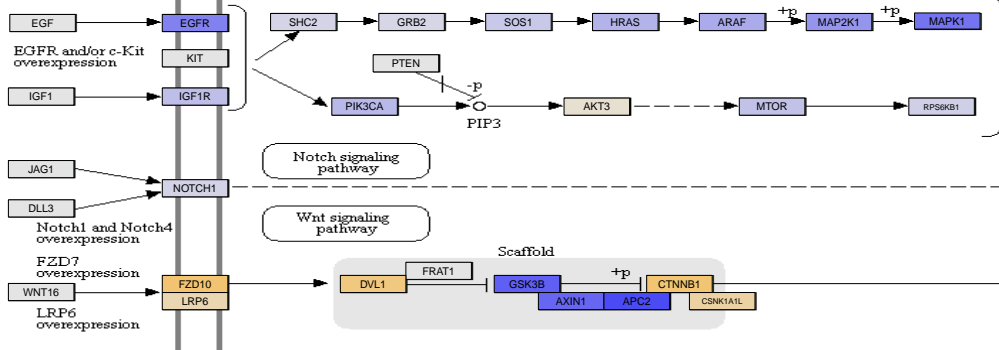 EGF
EGFR
SHC2
GRB2
SOS1
HRAS
ARAF
+p
MAP2K1
+p
MAPK1
EGFR and/or c-Kit
overexpression
KIT
PTEN
-p
IGF1
IGF1R
PIK3CA
PIP3
AKT3
MTOR
RPS6KB1
JAG1
Notch signaling
pathway
NOTCH1
DLL3
Notch1 and Notch4
overexpression
Wnt signaling
pathway
FZD7
overexpression
Scaffold
WNT16
FZD10
LRP6
DVL1
FRAT1
GSK3B
+p
CTNNB1
AXIN1
APC2
CSNK1A1L
LRP6
overexpression